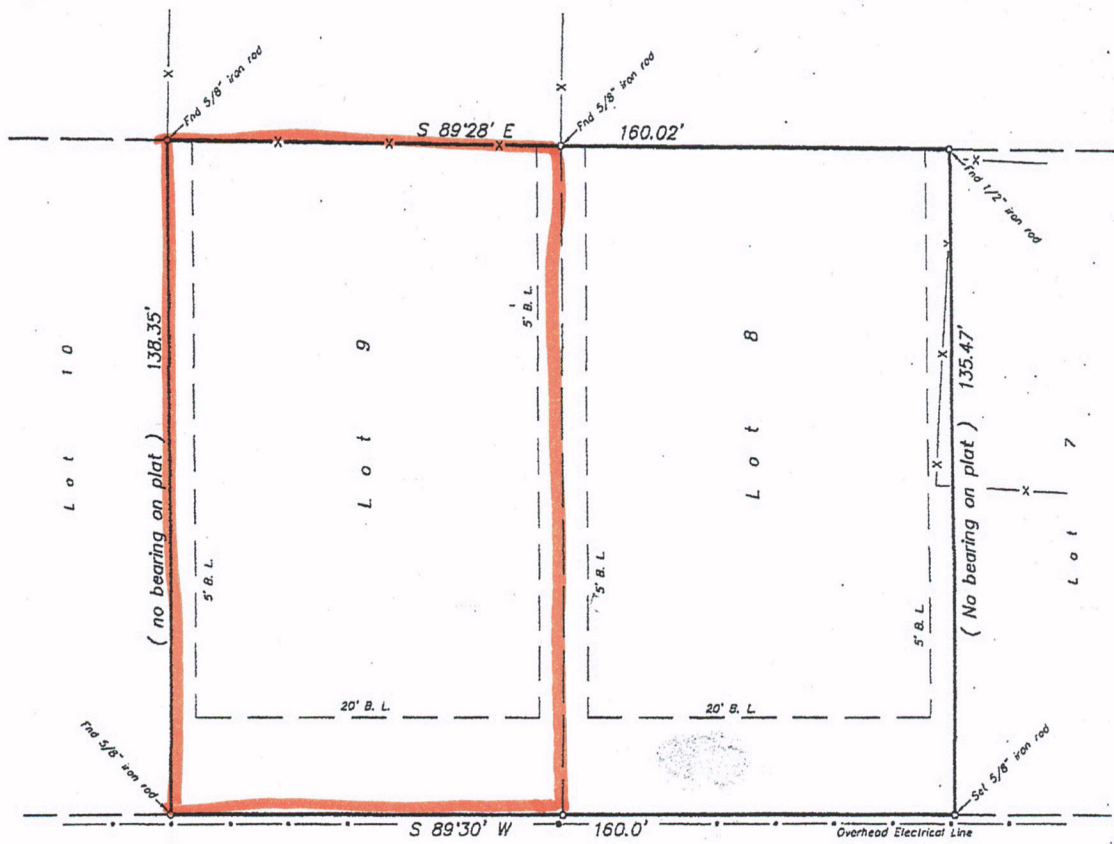 Fnd 5/8" iron rod
Fnd 5/8" iron rod
S 89°28' E
160.02'
Fnd 1/2" iron rod
138.35'
( no bearing on plat )
Lot 10
Lot 9
5' B. L.
5' B. L.
20' B. L.
Lot 8
5' B. L.
5' B. L.
20' B. L.
135.47'
( No bearing on plat )
Lot 7
Fnd 5/8" iron rod
Set 5/8" iron rod
S 89°30' W
160.0'
Overhead Electrical Line